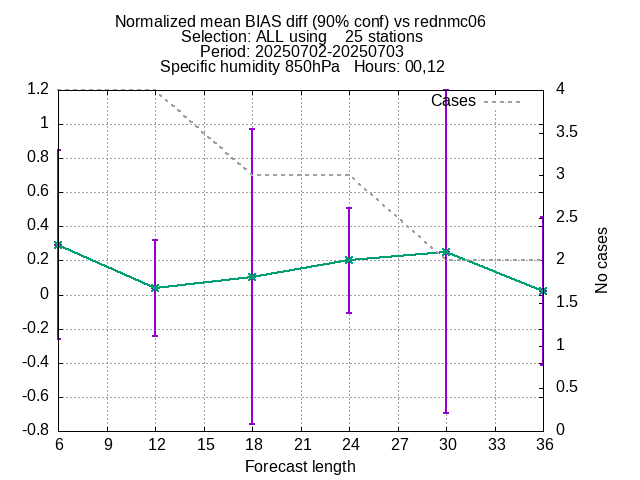 Normalized mean BIAS diff (90% conf) vs rednmc06
Selection: ALL using    25 stations
Period: 20250702-20250703
Specific humidity 850hPa   Hours: 00,12
Cases
1.2
1
0.8
0.6
0.4
0.2
0
-0.2
-0.4
-0.6
-0.8
4
3.5
3
2.5
2
1.5
1
0.5
0
No cases
6 9 12 15 18 21 24 27 30 33 36
Forecast length